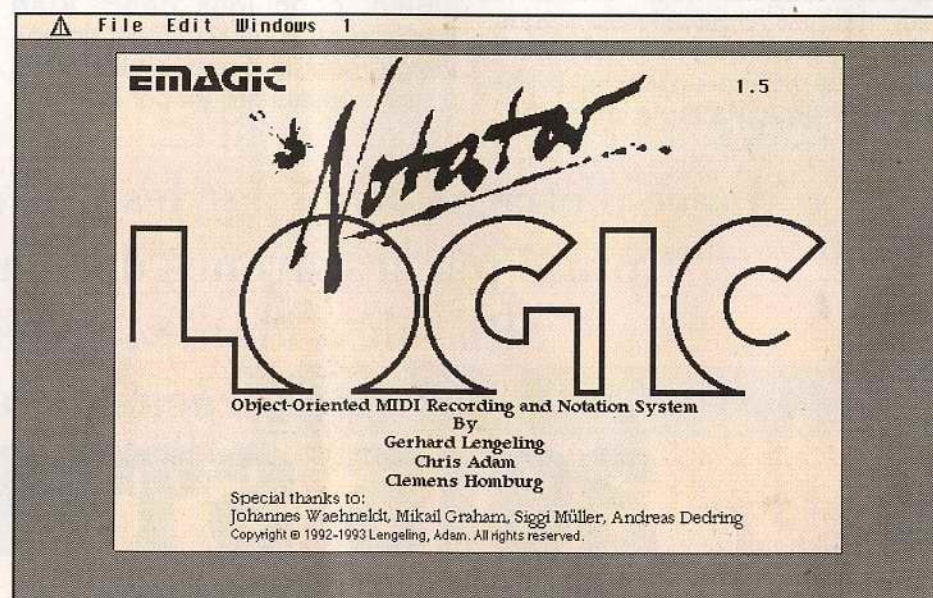 File Edit Windows 1
EMAGIC
1.5
Notator
LOGIC
Object-Oriented MIDI Recording and Notation System
By
Gerhard Lengeling
Chris Adam
Clemens Homburg
Special thanks to:
Johannes Waehneldt, Mikail Graham, Siggi Müller, Andreas Dedring
Copyright © 1992-1993 Lengeling, Adam. All rights reserved.